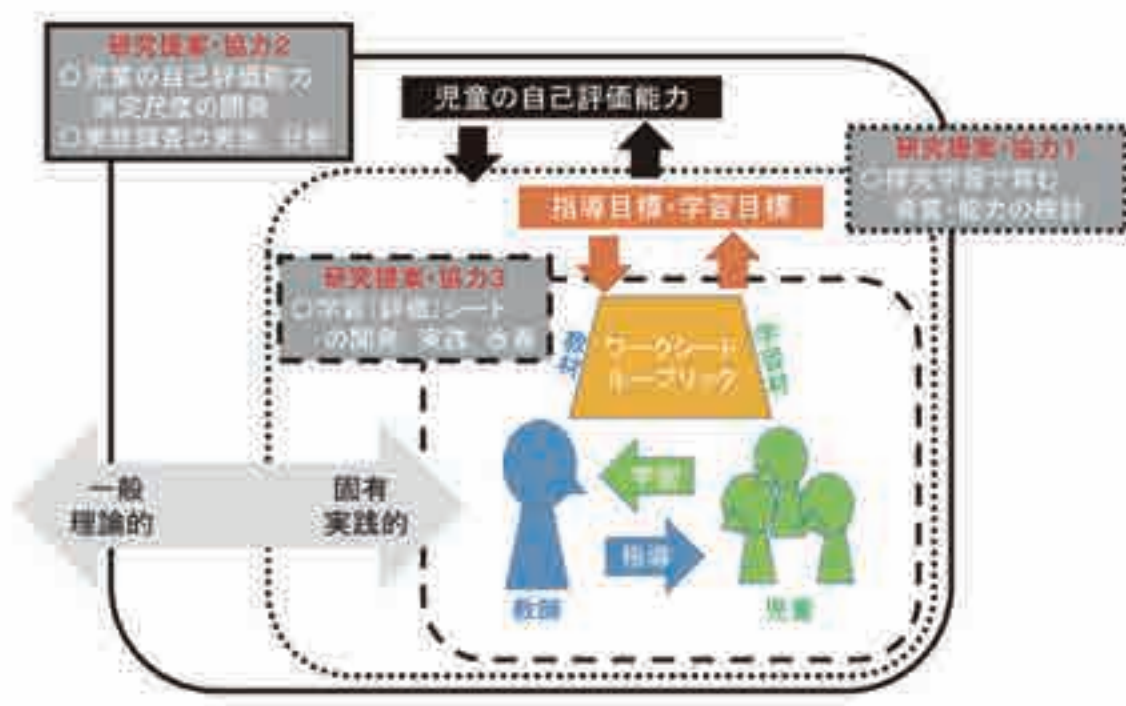 研究提案・協力2
◎児童の自己評価能力
測定尺度の開発
◎実態調査の実施、分析
児童の自己評価能力
研究提案・協力1
◎探究学習で育む
資質・能力の検討
指導目標・学習目標
研究提案・協力3
◎学習「評価」シート
の開発、実践、改善
教材
ワークシート
ルーブリック
学習材
学習
指導
教師
児童
一般
理論的
固有
実践的